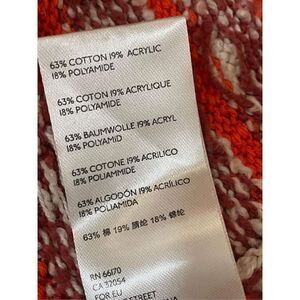 63% COTTON 19% ACRYLIC
18% POLYAMIDE
63% COTON 19% ACRYLIQUE
18% POLYAMIDE
63% BAUMWOLLE 19% ACRYL
18% POLYAMID
63% COTONE 19% ACRILICO
18% POLIAMMIDE
63% ALGODÓN 19% ACRÍLICO
18% POLIAMIDA
63% 棉 19% 腈纶 18% 锦纶
RN 66170
CA 32054
FOR EU
STREET